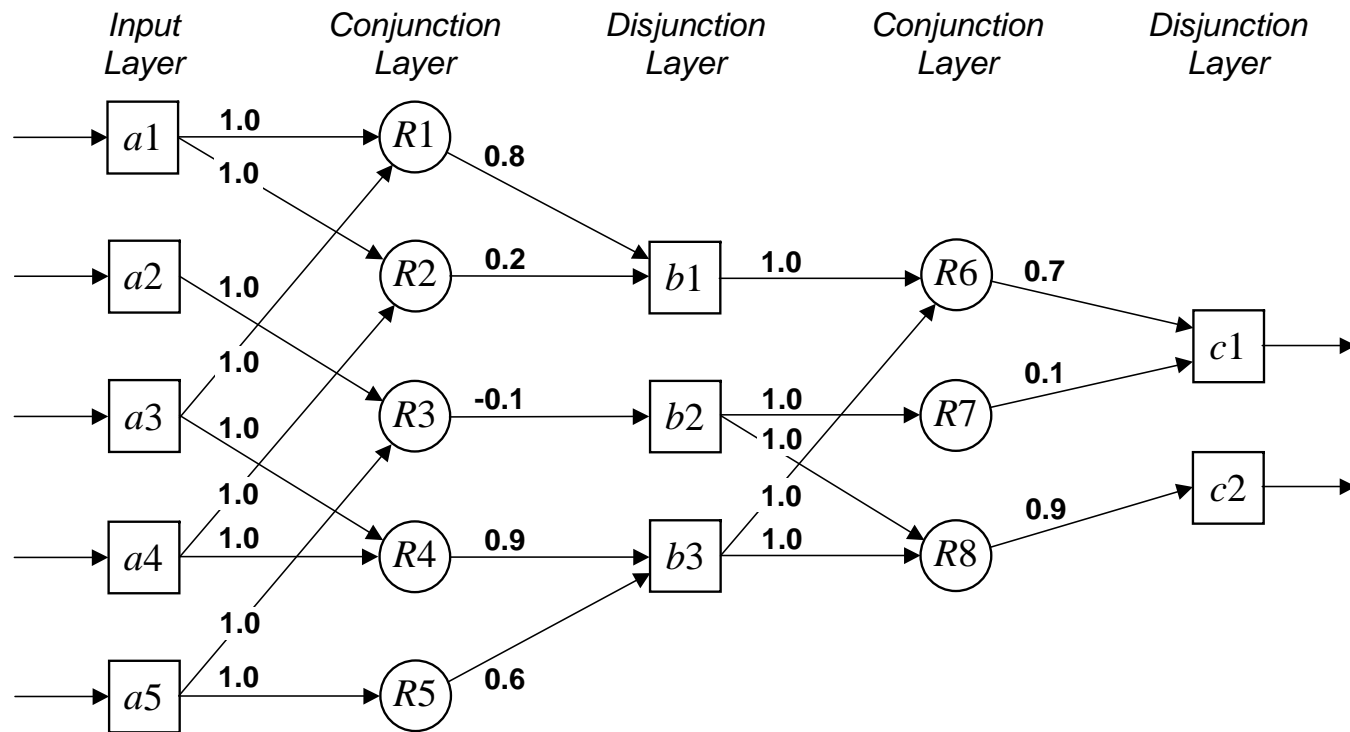 Input Layer
Conjunction Layer
Disjunction Layer
Conjunction Layer
Disjunction Layer
a1
1.0
1.0
R1
0.8
a2
1.0
R2
0.2
b1
1.0
R6
0.7
a3
1.0
1.0
R3
-0.1
b2
1.0
1.0
R7
0.1
c1
a4
1.0
1.0
R4
0.9
b3
1.0
1.0
R8
0.9
c2
a5
1.0
1.0
R5
0.6